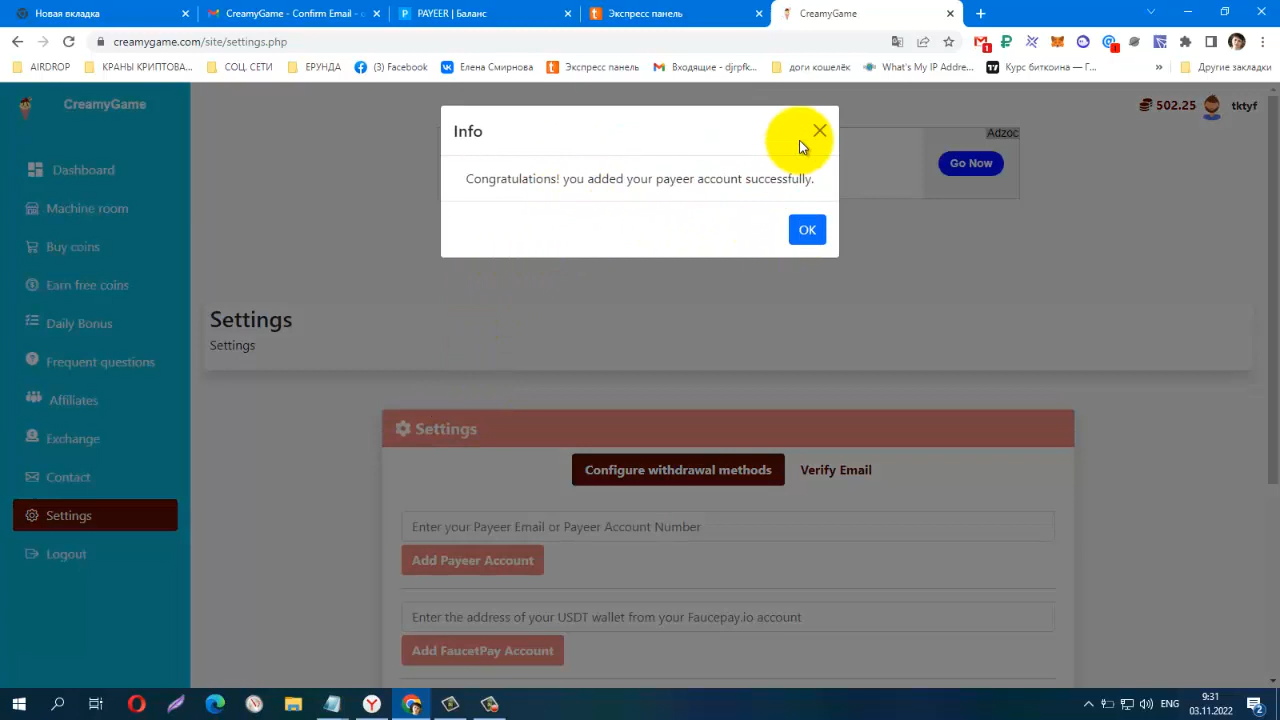 Новая вкладка
CreamyGame - Confirm Email -
PAYEER | Баланс
Экспресс панель
CreamyGame
creamygame.com/site/settings.php
AIRDROP
КРАНЫ КРИПТОВА...
СОЦ. СЕТИ
ЕРУНДА
(3) Facebook
Елена Смирнова
Экспресс панель
Входящие - djrpfk...
доги кошелёк
What's My IP Addre...
Курс биткоина — Г...
»
Другие закладки
CreamyGame
502.25
tktyf
Info
Congratulations! you added your payeer account successfully.
OK
Adzoc
Go Now
Dashboard
Machine room
Buy coins
Earn free coins
Daily Bonus
Frequent questions
Affiliates
Exchange
Contact
Settings
Logout
Settings
Settings
Settings
Configure withdrawal methods
Verify Email
Enter your Payeer Email or Payeer Account Number
Add Payeer Account
Enter the address of your USDT wallet from your Faucepay.io account
Add FaucetPay Account
ENG
9:31
03.11.2022
2